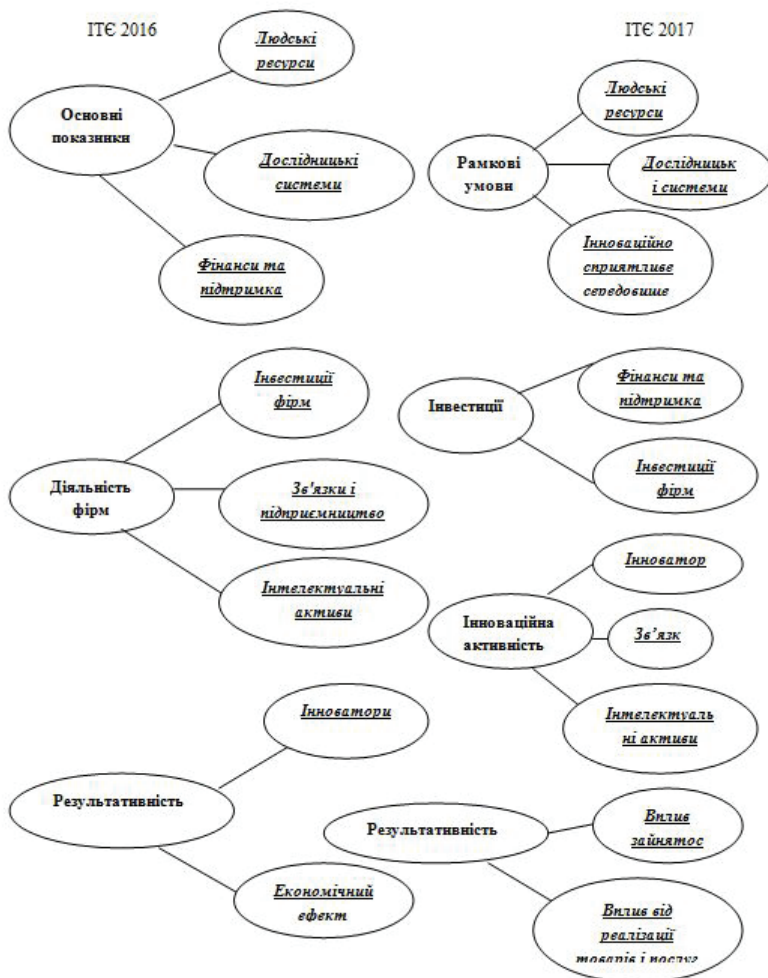 ІТЄ 2016
Людські
ресурси
Основні
показники
Дослідницькі
системи
Фінанси та
підтримка
Інвестиції
фірм
Діяльність
фірм
Зв'язки і
підприємництво
Інтелектуальні
активи
Інноватори
Результативність
Економічний
ефект
ІТЄ 2017
Людські
ресурси
Рамкові
умови
Дослідницьк
і системи
Інноваційно
сприятливе
середовище
Інвестиції
Фінанси та
підтримка
Інвестиції
фірм
Інноватор
Інноваційна
активність
Зв’язк
Інтелектуаль
ні активи
Результативність
Вплив
зайнятос
Вплив від
реалізації
товарів і послуг